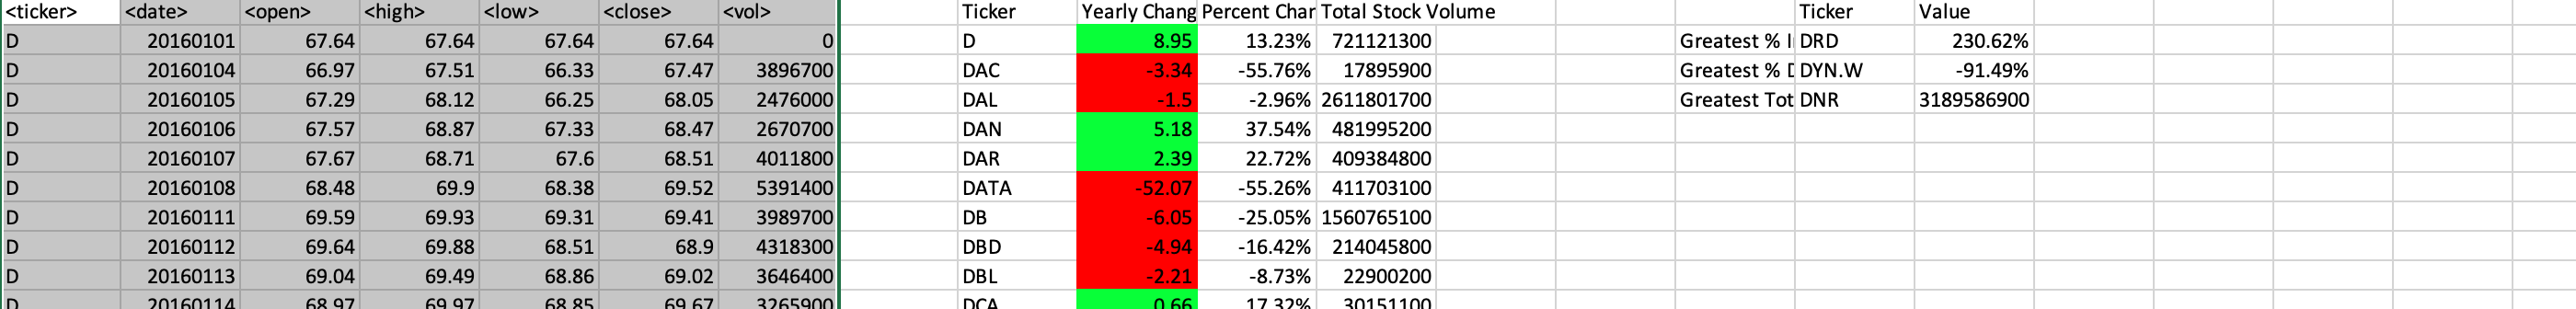 <ticker> <date> <open> <high> <low> <close> <vol> Ticker Yearly Chang Percent Char Total Stock Volume Ticker Value
D 20160101 67.64 67.64 67.64 67.64 0 D 8.95 13.23% 721121300 Greatest % I DRD 230.62%
D 20160104 66.97 67.51 66.33 67.47 3896700 DAC -3.34 -55.76% 17895900 Greatest % D DYN.W -91.49%
D 20160105 67.29 68.12 66.25 68.05 2476000 DAL -1.5 -2.96% 2611801700 Greatest Tot DNR 3189586900
D 20160106 67.57 68.87 67.33 68.47 2670700 DAN 5.18 37.54% 481995200
D 20160107 67.67 68.71 67.6 68.51 4011800 DAR 2.39 22.72% 409384800
D 20160108 68.48 69.9 68.38 69.52 5391400 DATA -52.07 -55.26% 411703100
D 20160111 69.59 69.93 69.31 69.41 3989700 DB -6.05 -25.05% 1560765100
D 20160112 69.64 69.88 68.51 68.9 4318300 DBD -4.94 -16.42% 214045800
D 20160113 69.04 69.49 68.86 69.02 3646400 DBL -2.21 -8.73% 22900200
D 20160114 68.97 69.97 68.85 69.67 3265900 DCA 0.66 17.32% 30151100